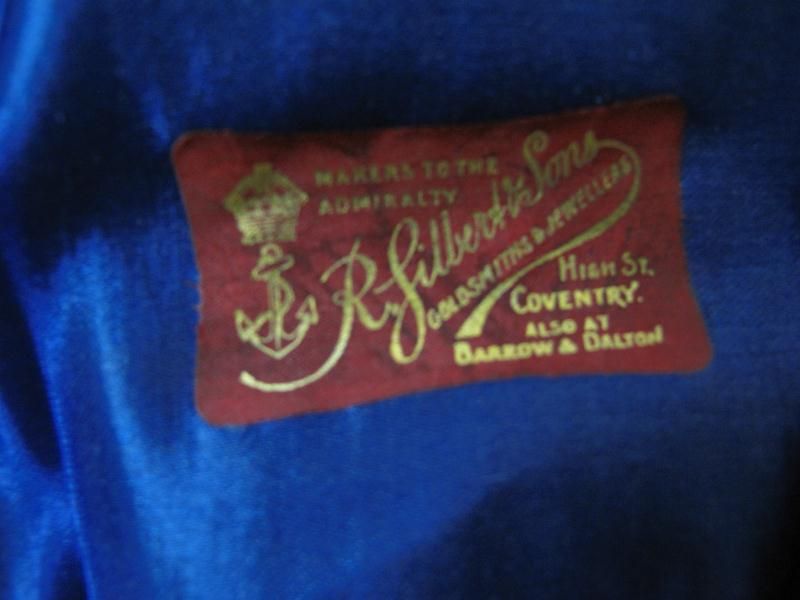 MAKERS TO THE
ADMIRALTY
R. Gilbert & Sons
GOLDSMITHS & JEWELLERS
HIGH ST.
COVENTRY.
ALSO AT
BARROW & DALTON